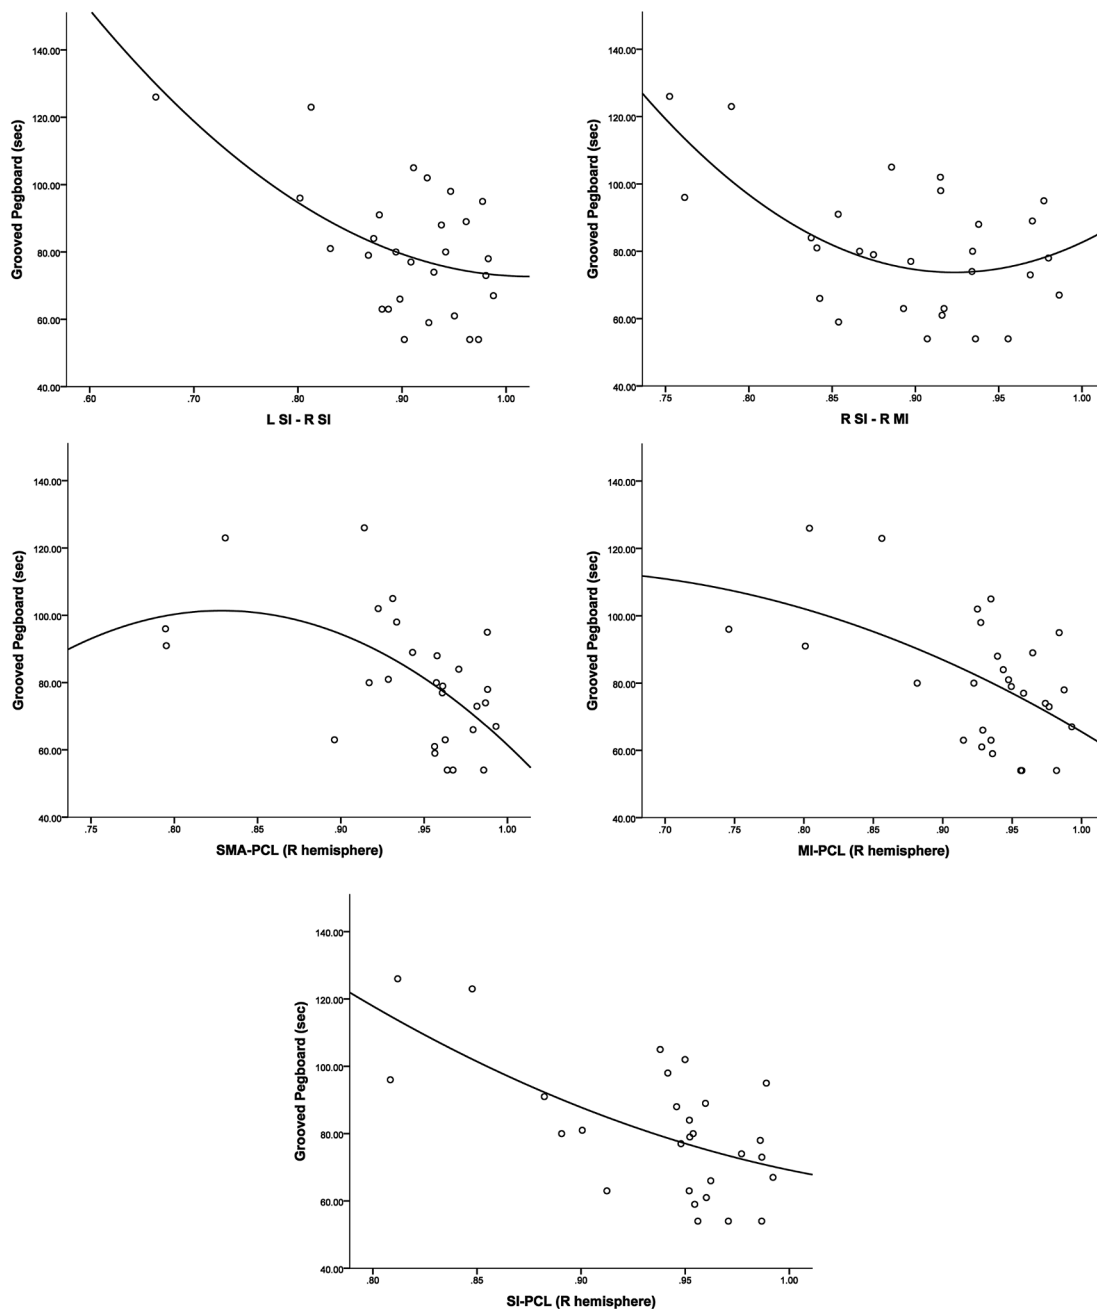 Grooved Pegboard (sec)
140.00
120.00
100.00
80.00
60.00
40.00
.60 .70 .80 .90 1.00
L SI - R SI
Grooved Pegboard (sec)
140.00
120.00
100.00
80.00
60.00
40.00
.75 .80 .85 .90 .95 1.00
R SI - R MI
Grooved Pegboard (sec)
140.00
120.00
100.00
80.00
60.00
40.00
.75 .80 .85 .90 .95 1.00
SMA-PCL (R hemisphere)
Grooved Pegboard (sec)
140.00
120.00
100.00
80.00
60.00
40.00
.70 .75 .80 .85 .90 .95 1.00
MI-PCL (R hemisphere)
Grooved Pegboard (sec)
140.00
120.00
100.00
80.00
60.00
40.00
.80 .85 .90 .95 1.00
SI-PCL (R hemisphere)